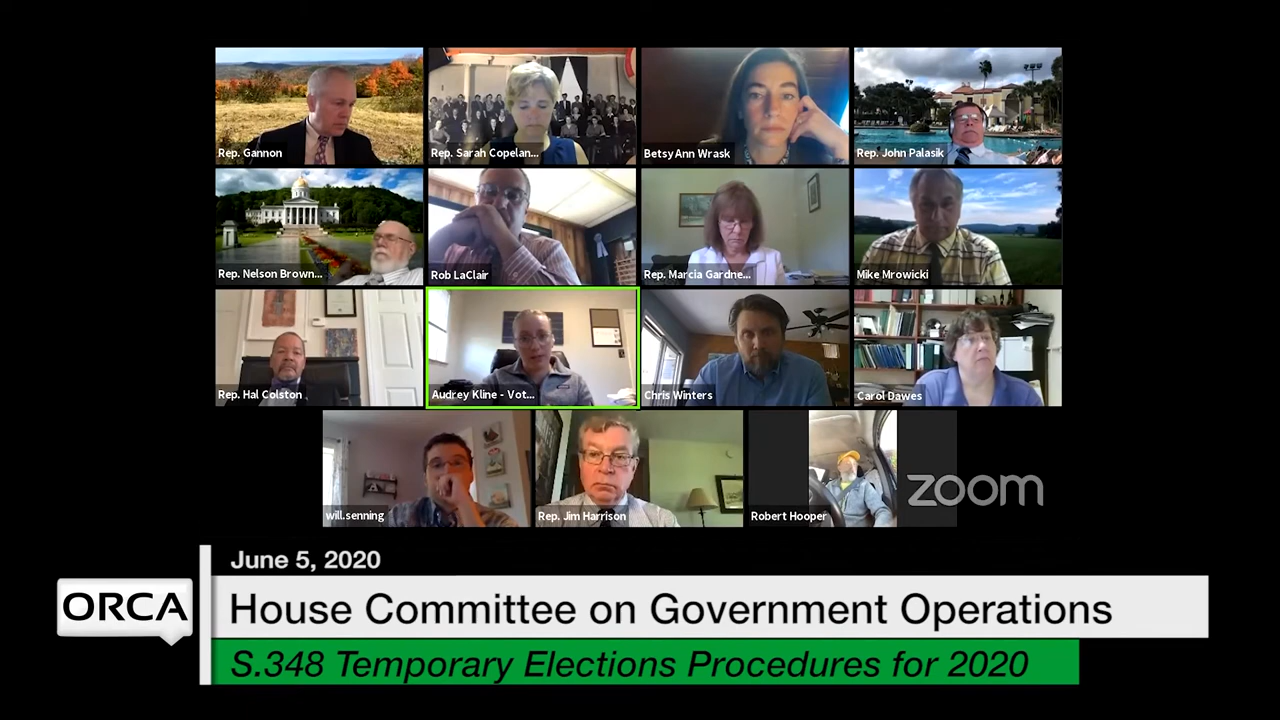 Rep. Gannon
Rep. Sarah Copelan...
Betsy Ann Wrask
Rep. John Palasik
Rep. Nelson Brown...
Rob LaClair
Rep. Marcia Gardne...
Mike Mrowicki
Rep. Hal Colston
Audrey Kline - Vot...
Chris Winters
Carol Dawes
will.senning
Rep. Jim Harrison
Robert Hooper
zoom
June 5, 2020
ORCA
House Committee on Government Operations
S.348 Temporary Elections Procedures for 2020